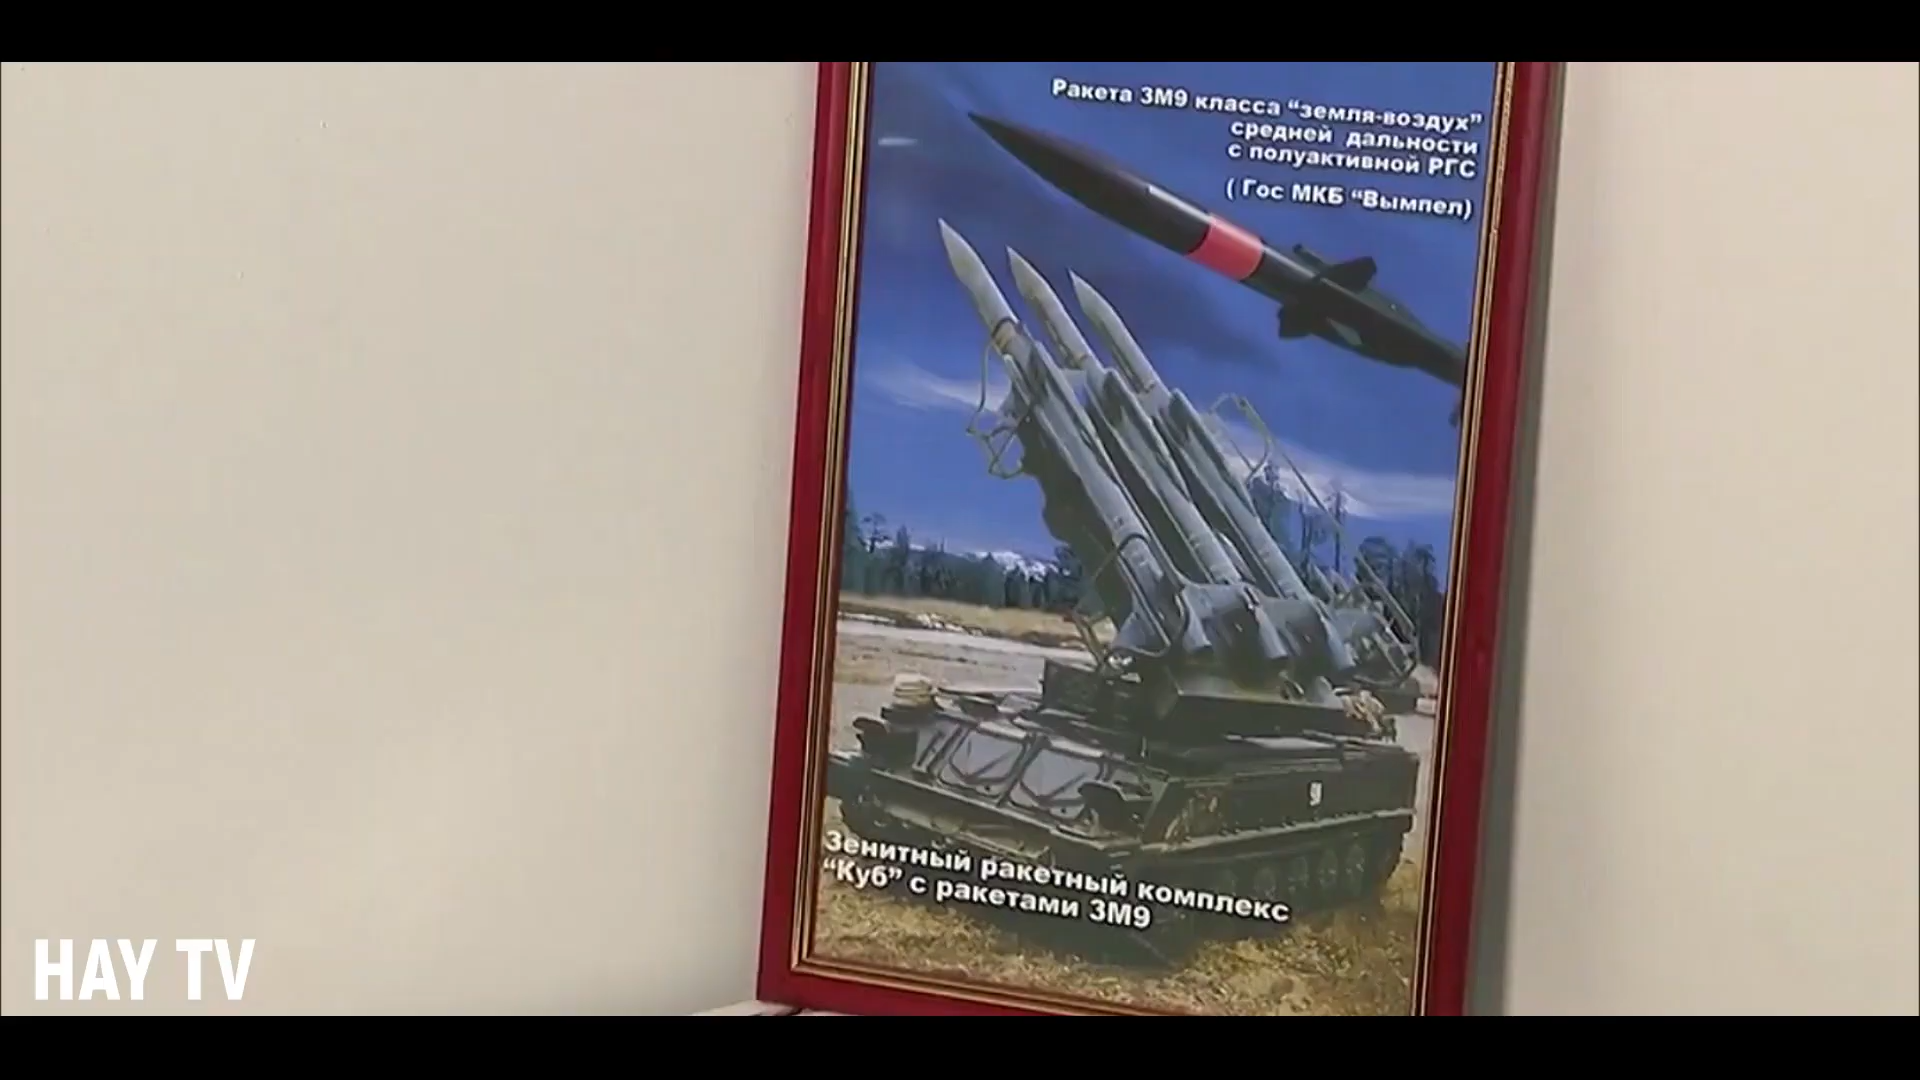 Ракета 3М9 класса “земля-воздух”
средней дальности
с полуактивной РГС
( Гос МКБ “Вымпел)
91
Зенитный ракетный комплекс
“Куб” с ракетами 3М9
HAY TV